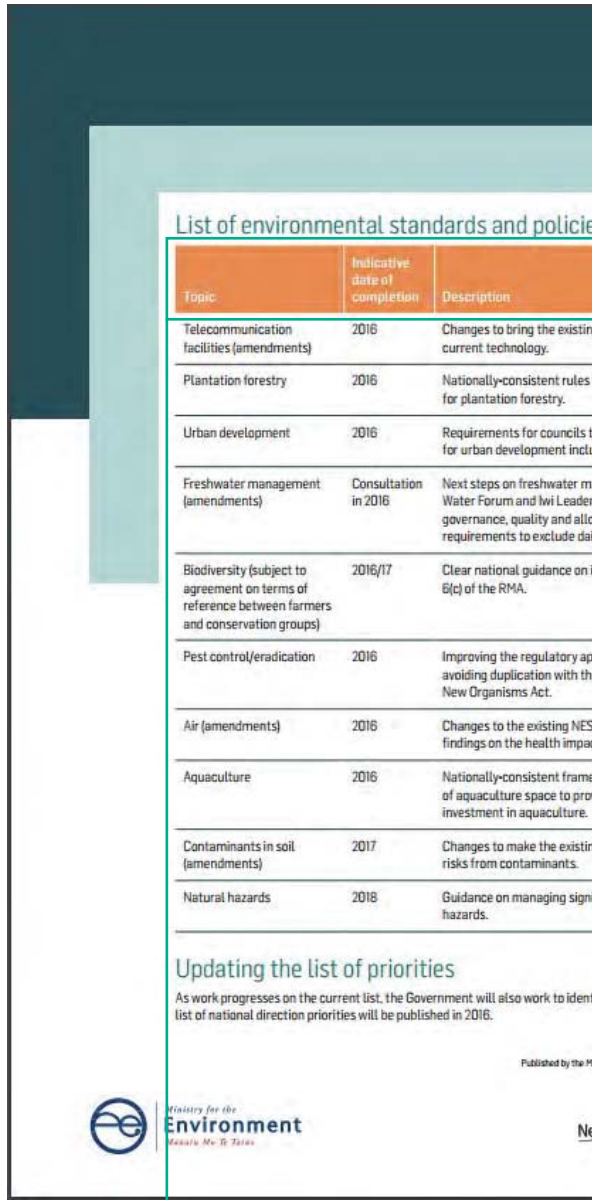 List of environmental standards and policie
Topic
Indicative
date of
completion
Description
Telecommunication
facilities (amendments)
2016
Changes to bring the existin
current technology.
Plantation forestry
2016
Nationally-consistent rules
for plantation forestry.
Urban development
2016
Requirements for councils t
for urban development inclu
Freshwater management
(amendments)
Consultation
in 2016
Next steps on freshwater m
Water Forum and Iwi Leader
governance, quality and allo
requirements to exclude dai
Biodiversity (subject to
agreement on terms of
reference between farmers
and conservation groups)
2016/17
Clear national guidance on i
6(c) of the RMA.
Pest control/eradication
2016
Improving the regulatory ap
avoiding duplication with th
New Organisms Act.
Air (amendments)
2016
Changes to the existing NES
findings on the health impac
Aquaculture
2016
Nationally-consistent frame
of aquaculture space to prov
investment in aquaculture.
Contaminants in soil
(amendments)
2017
Changes to make the existin
risks from contaminants.
Natural hazards
2018
Guidance on managing signi
hazards.
Updating the list of priorities
As work progresses on the current list, the Government will also work to ident
list of national direction priorities will be published in 2016.
Published by the M
Ministry for the
Environment
Manatū Mō Te Taiao
Ne